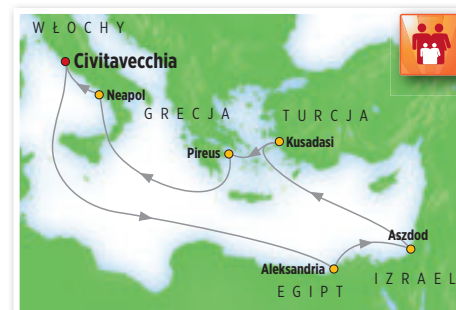 WŁOCHY
Civitavecchia
Neapol
GRECJA
TURCJA
Pireus
Kusadasi
Aszdod
Aleksandria
IZRAEL
EGIPT